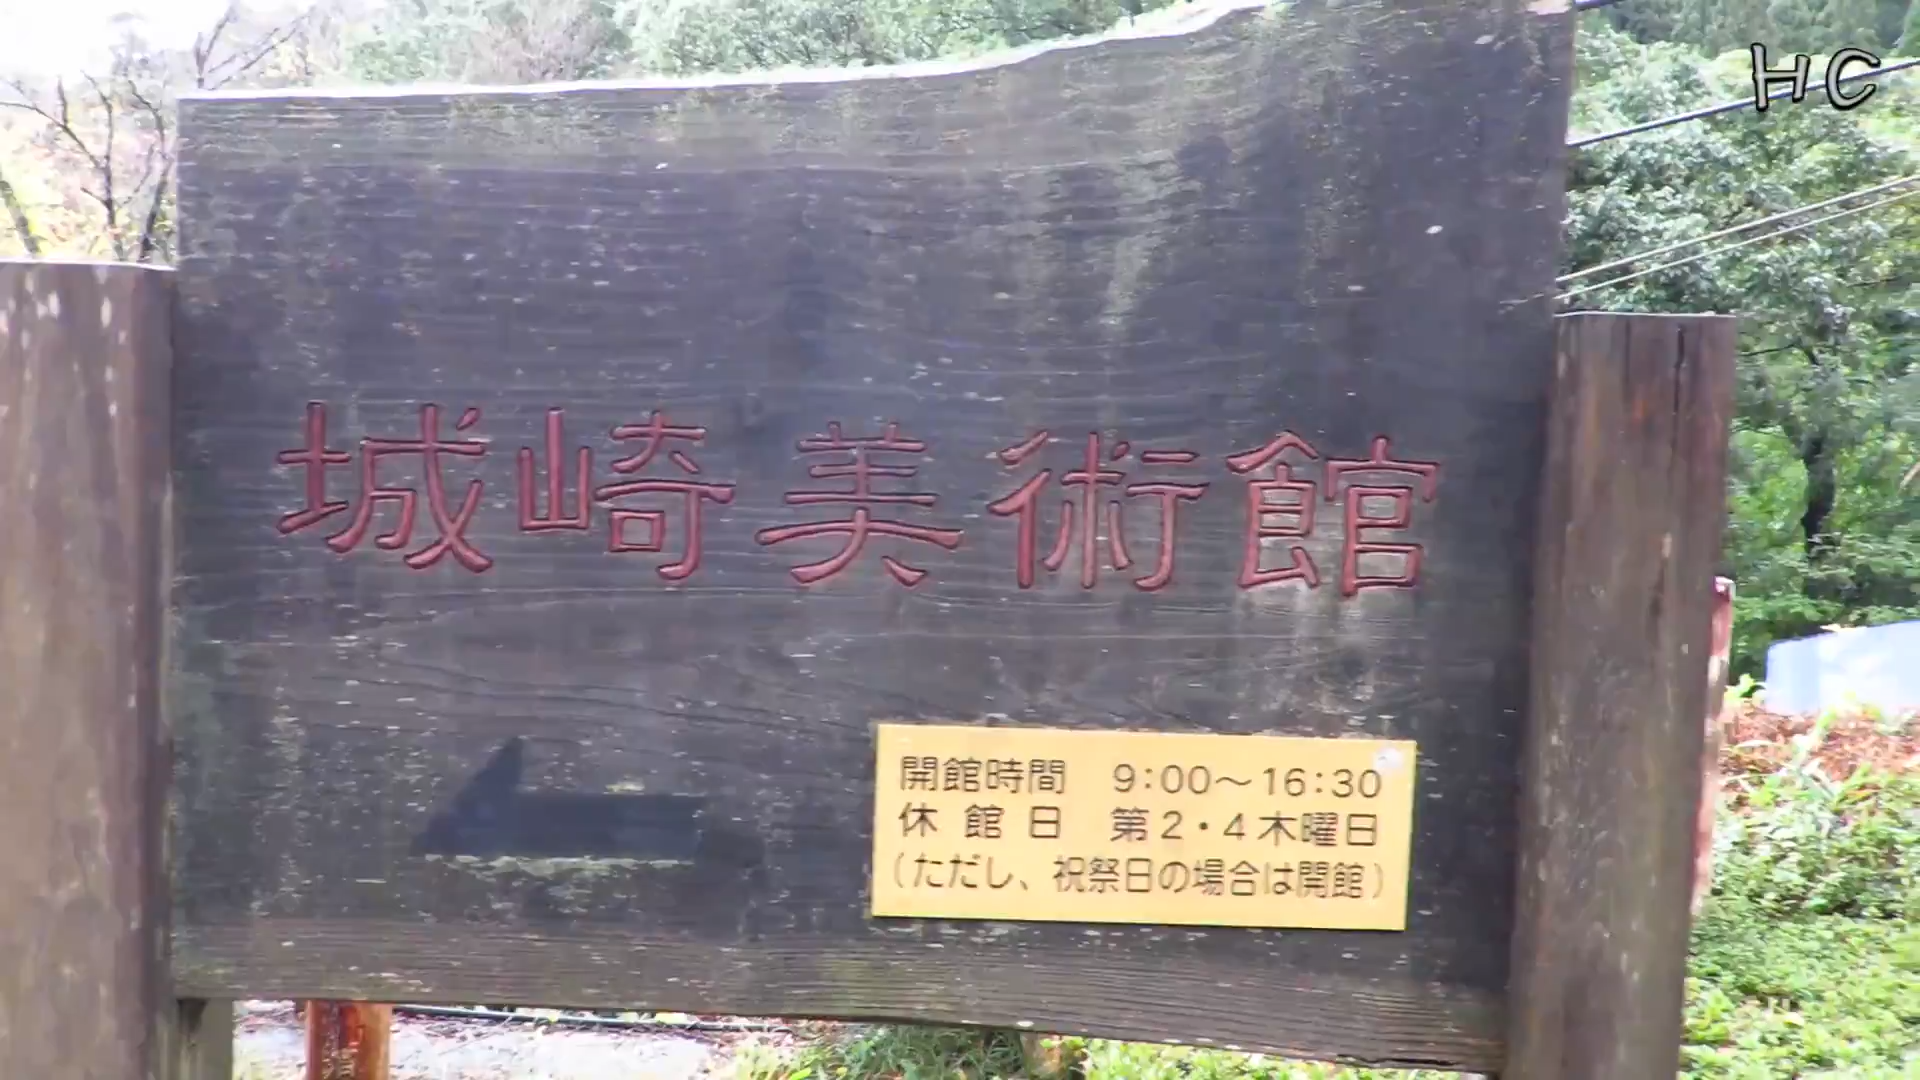 HC
城崎美術館
開館時間 9:00〜16:30
休館日 第2・4木曜日
(ただし、祝祭日の場合は開館)